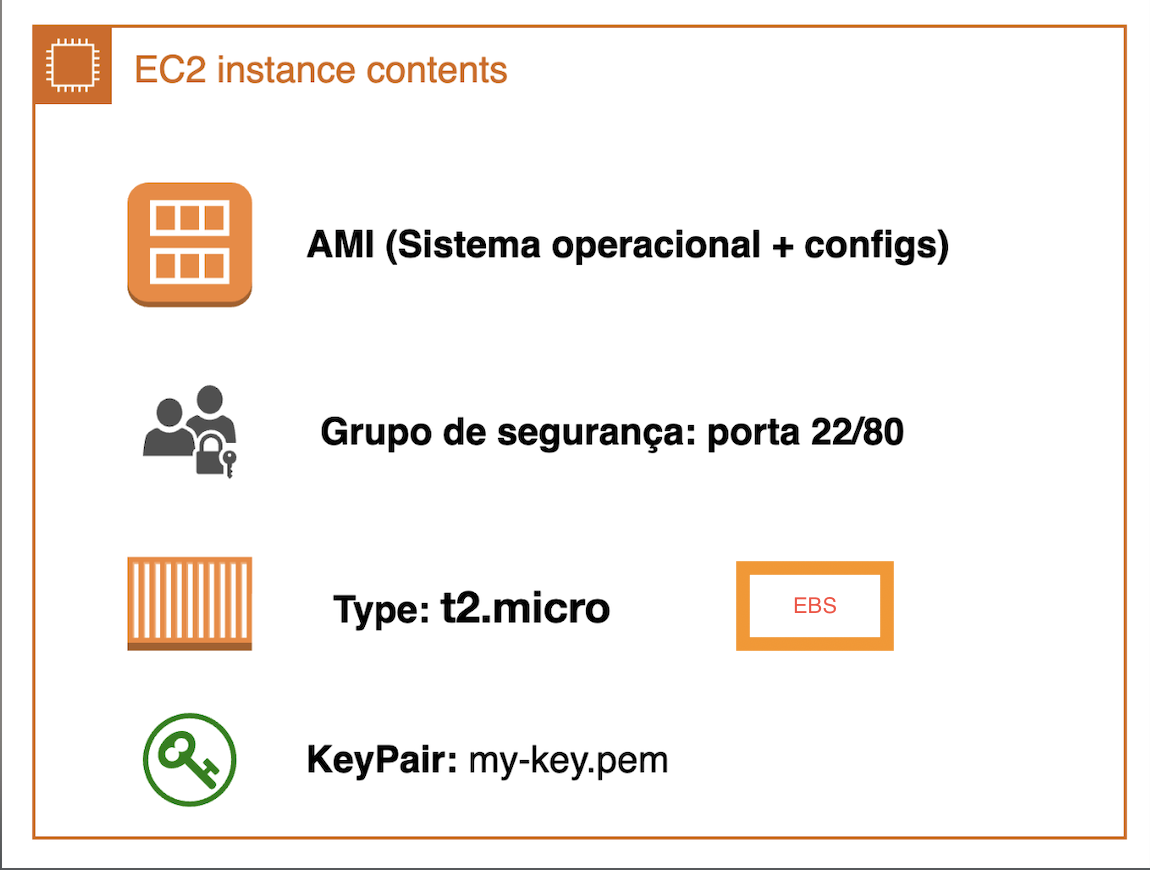 EC2 instance contents
AMI (Sistema operacional + configs)
Grupo de segurança: porta 22/80
Type: t2.micro
EBS
KeyPair: my-key.pem